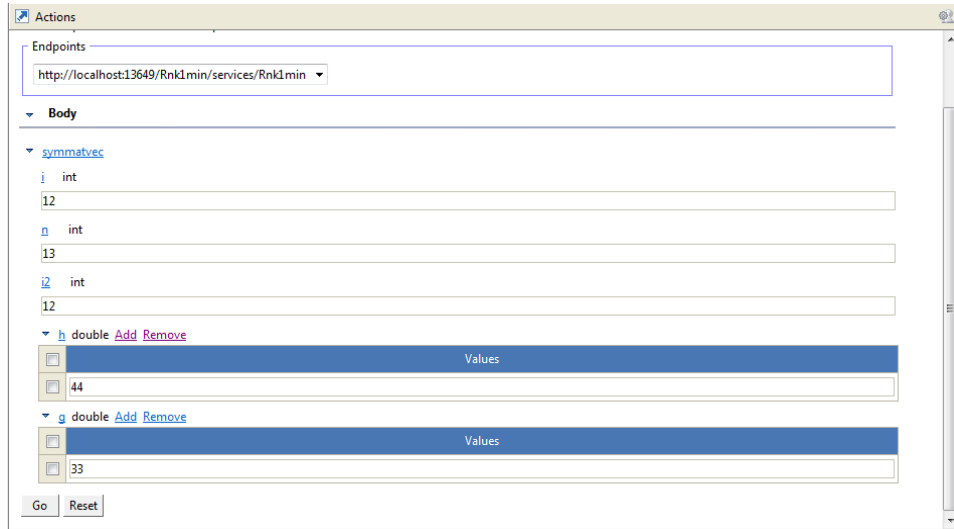 Actions
Endpoints
http://localhost:13649/Rnk1min/services/Rnk1min
Body
symmatvec
i int
12
n int
13
i2 int
12
h double Add Remove
Values
44
g double Add Remove
Values
33
Go Reset